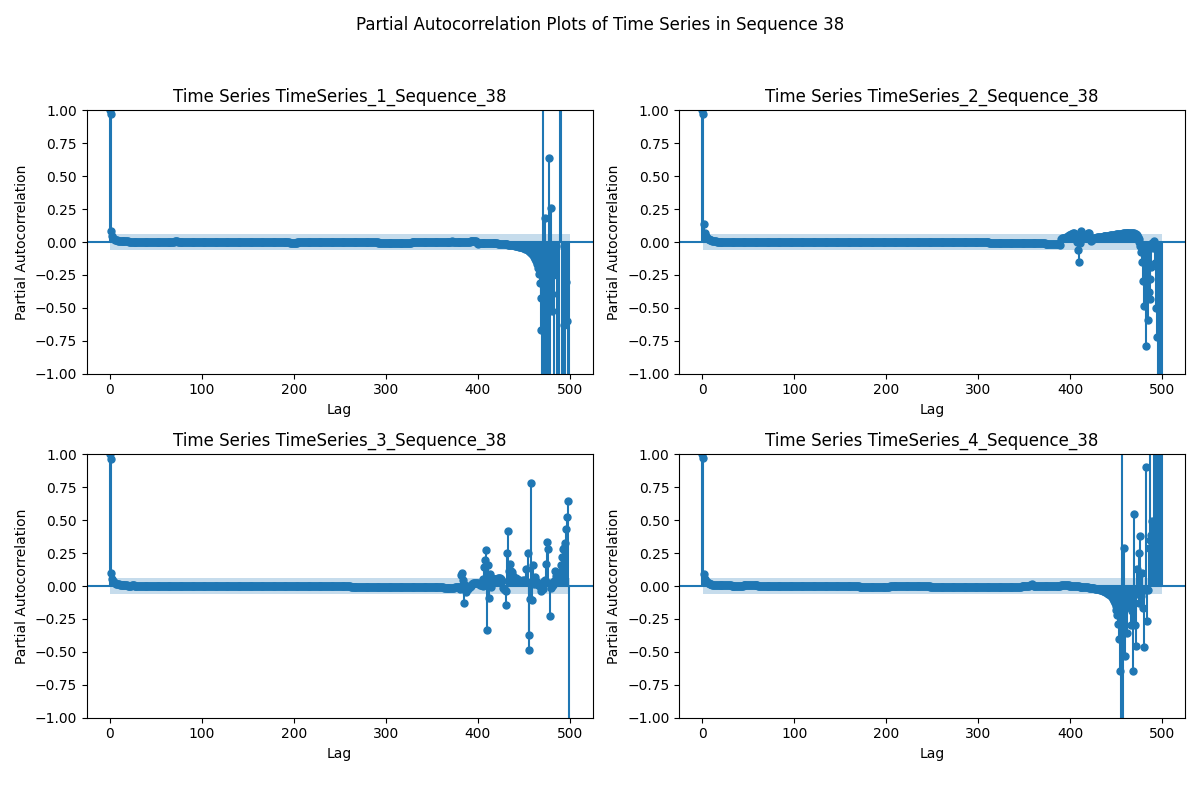 Partial Autocorrelation Plots of Time Series in Sequence 38
Time Series TimeSeries_1_Sequence_38
Partial Autocorrelation
1.00
0.75
0.50
0.25
0.00
−0.25
−0.50
−0.75
−1.00
0 100 200 300 400 500
Lag
Time Series TimeSeries_2_Sequence_38
Partial Autocorrelation
1.00
0.75
0.50
0.25
0.00
−0.25
−0.50
−0.75
−1.00
0 100 200 300 400 500
Lag
Time Series TimeSeries_3_Sequence_38
Partial Autocorrelation
1.00
0.75
0.50
0.25
0.00
−0.25
−0.50
−0.75
−1.00
0 100 200 300 400 500
Lag
Time Series TimeSeries_4_Sequence_38
Partial Autocorrelation
1.00
0.75
0.50
0.25
0.00
−0.25
−0.50
−0.75
−1.00
0 100 200 300 400 500
Lag